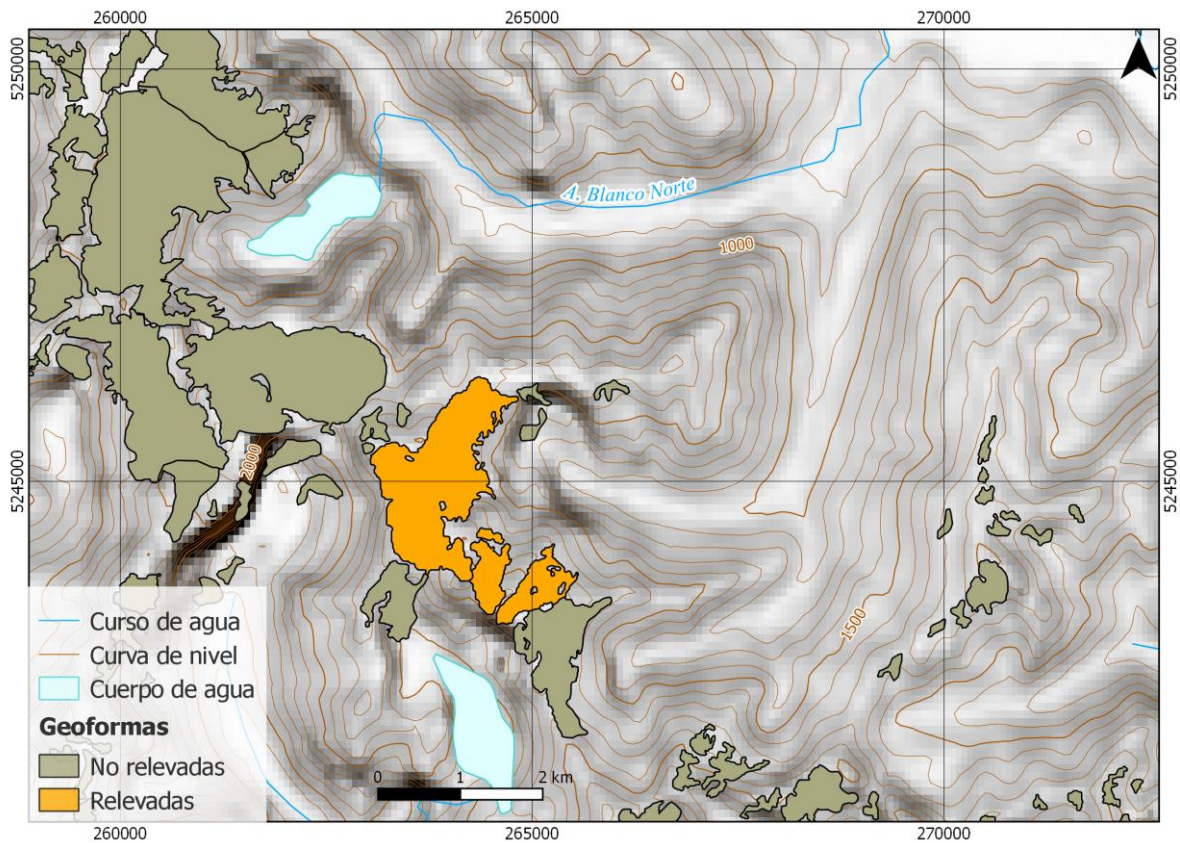 260000 265000 270000
N
5250000 5250000
A. Blanco Norte
1000
2000
5245000 5245000
1500
Curso de agua
Curva de nivel
Cuerpo de agua
Geoformas
No relevadas
Relevadas
0 1 2 km
260000 265000 270000